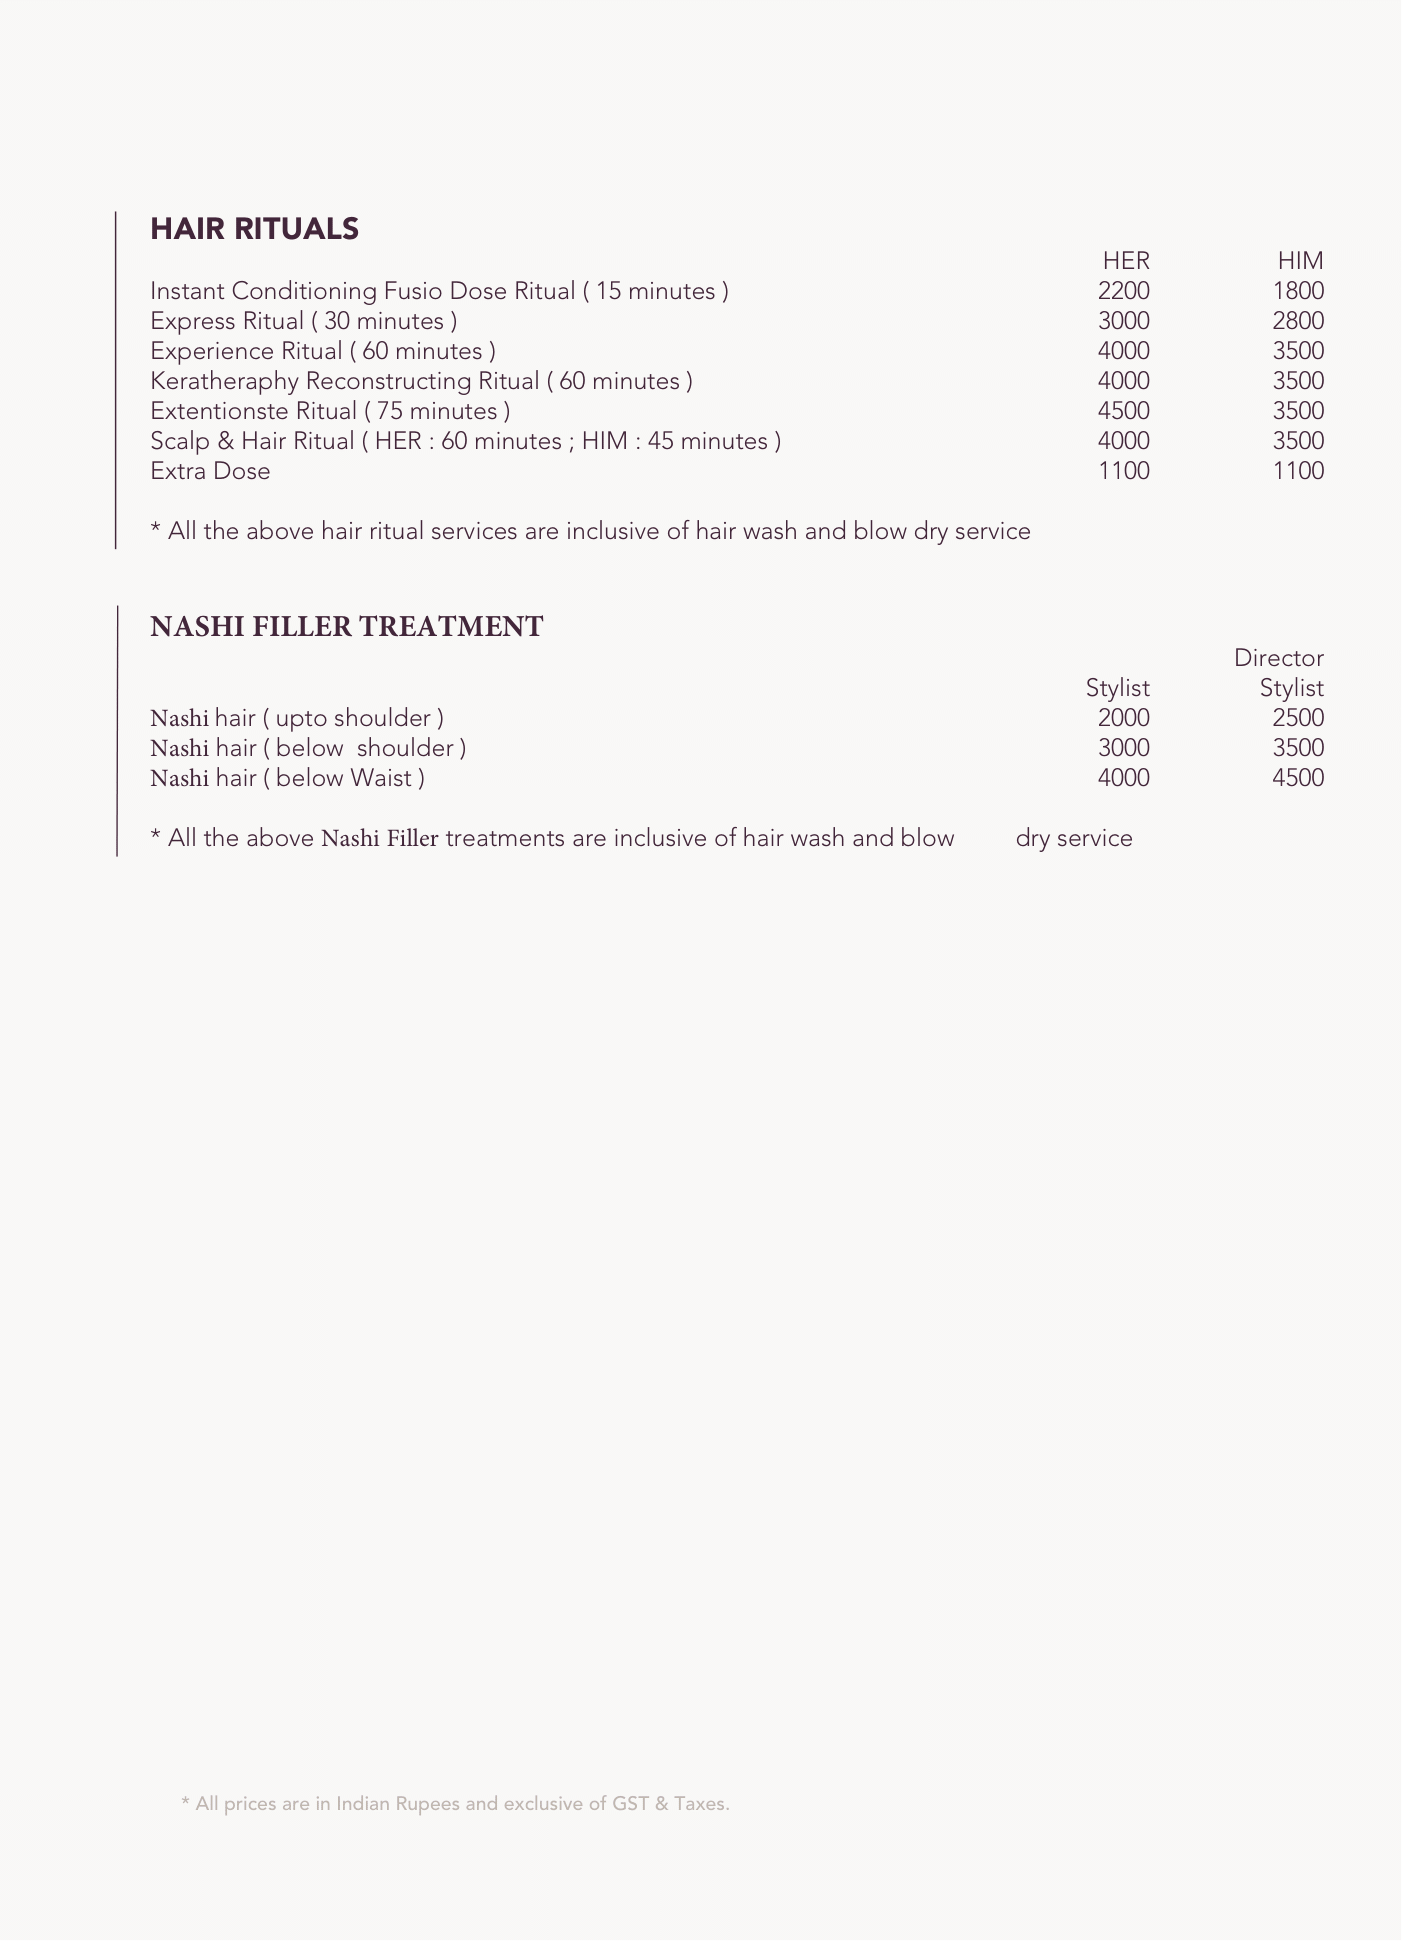 HAIR RITUALS
HER HIM
Instant Conditioning Fusio Dose Ritual ( 15 minutes ) 2200 1800
Express Ritual ( 30 minutes ) 3000 2800
Experience Ritual ( 60 minutes ) 4000 3500
Keratheraphy Reconstructing Ritual ( 60 minutes ) 4000 3500
Extentionste Ritual ( 75 minutes ) 4500 3500
Scalp & Hair Ritual ( HER : 60 minutes ; HIM : 45 minutes ) 4000 3500
Extra Dose 1100 1100
* All the above hair ritual services are inclusive of hair wash and blow dry service
NASHI FILLER TREATMENT
Director
Stylist Stylist
Nashi hair ( upto shoulder ) 2000 2500
Nashi hair ( below shoulder ) 3000 3500
Nashi hair ( below Waist ) 4000 4500
* All the above Nashi Filler treatments are inclusive of hair wash and blow dry service
* All prices are in Indian Rupees and exclusive of GST & Taxes.